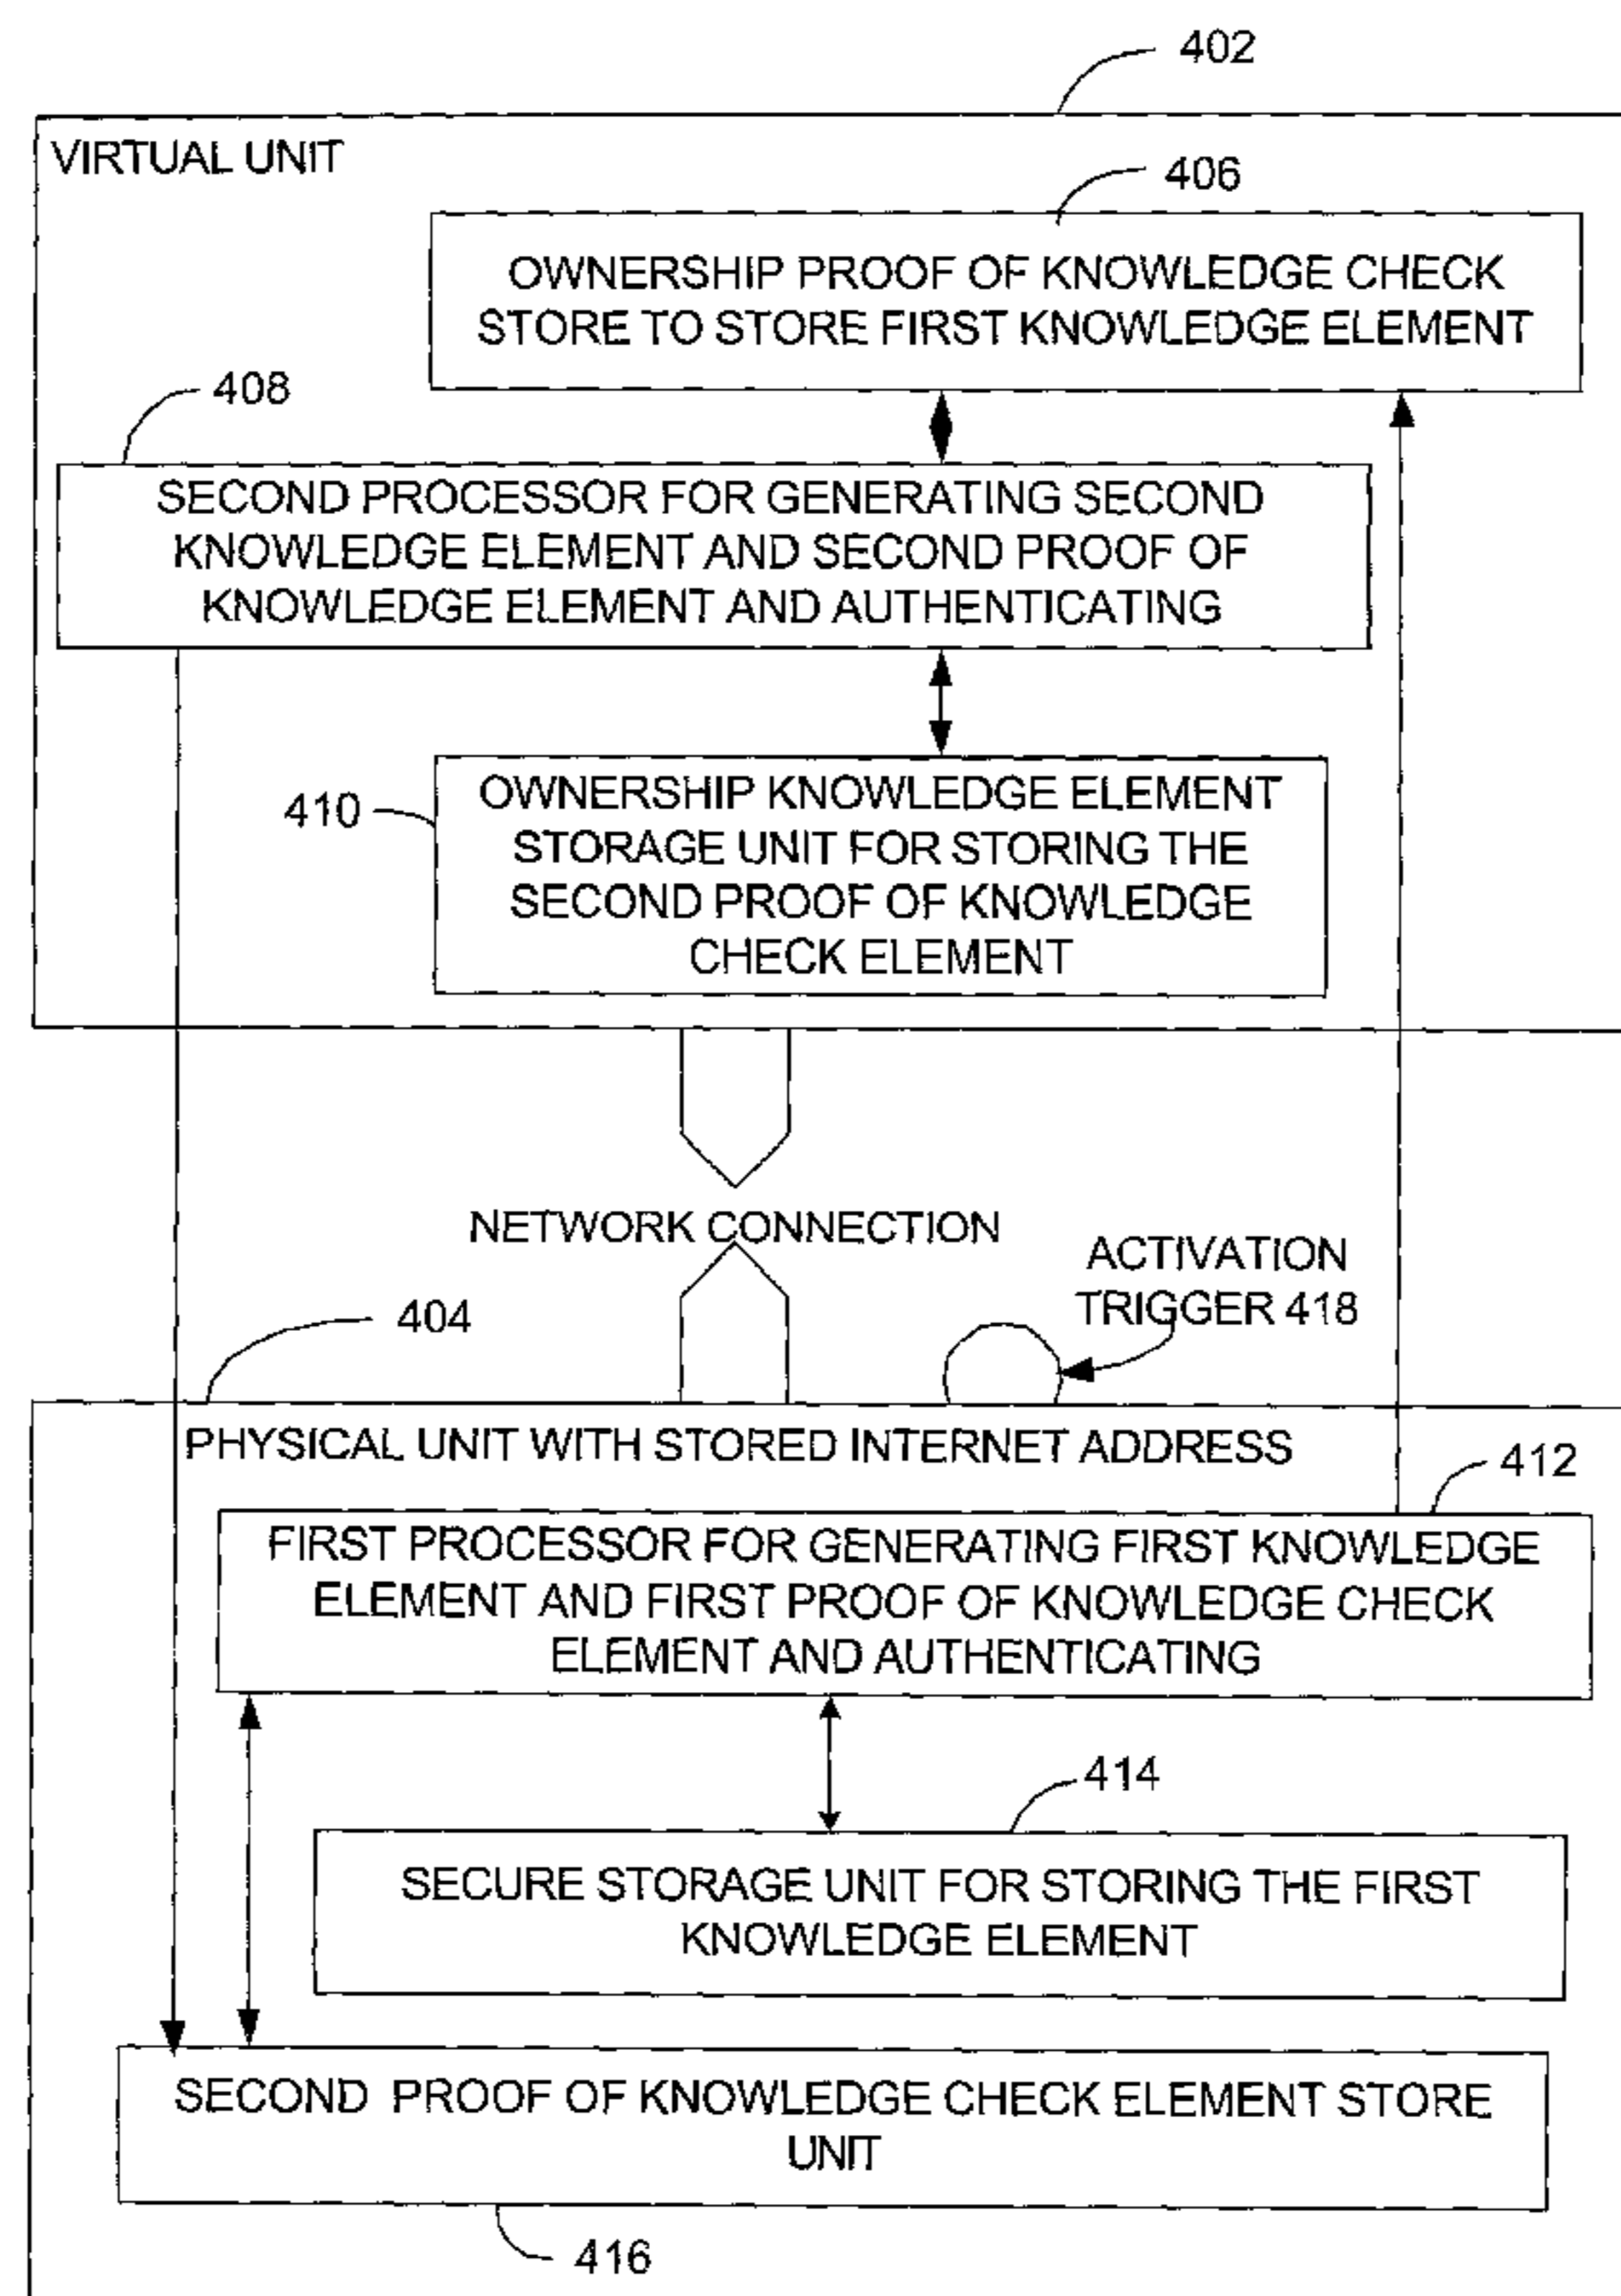 402
VIRTUAL UNIT
406
OWNERSHIP PROOF OF KNOWLEDGE CHECK
STORE TO STORE FIRST KNOWLEDGE ELEMENT
408
SECOND PROCESSOR FOR GENERATING SECOND
KNOWLEDGE ELEMENT AND SECOND PROOF OF
KNOWLEDGE ELEMENT AND AUTHENTICATING
410
OWNERSHIP KNOWLEDGE ELEMENT
STORAGE UNIT FOR STORING THE
SECOND PROOF OF KNOWLEDGE
CHECK ELEMENT
NETWORK CONNECTION
ACTIVATION
TRIGGER 418
404
PHYSICAL UNIT WITH STORED INTERNET ADDRESS
412
FIRST PROCESSOR FOR GENERATING FIRST KNOWLEDGE
ELEMENT AND FIRST PROOF OF KNOWLEDGE CHECK
ELEMENT AND AUTHENTICATING
414
SECURE STORAGE UNIT FOR STORING THE FIRST
KNOWLEDGE ELEMENT
SECOND PROOF OF KNOWLEDGE CHECK ELEMENT STORE
UNIT
416